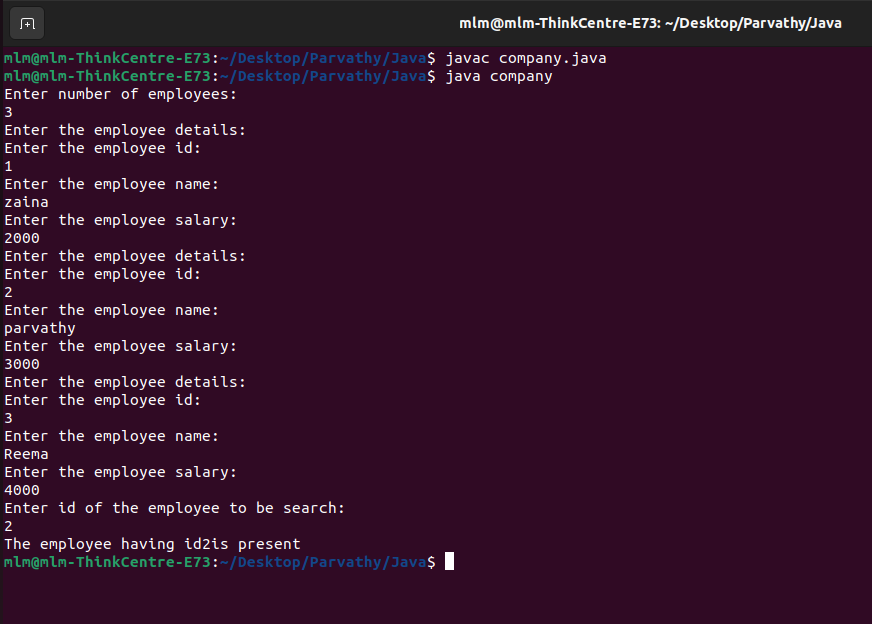 mlm@mlm-ThinkCentre-E73: ~/Desktop/Parvathy/Java
mlm@mlm-ThinkCentre-E73:~/Desktop/Parvathy/Java$ javac company.java
mlm@mlm-ThinkCentre-E73:~/Desktop/Parvathy/Java$ java company
Enter number of employees:
3
Enter the employee details:
Enter the employee id:
1
Enter the employee name:
zaina
Enter the employee salary:
2000
Enter the employee details:
Enter the employee id:
2
Enter the employee name:
parvathy
Enter the employee salary:
3000
Enter the employee details:
Enter the employee id:
3
Enter the employee name:
Reema
Enter the employee salary:
4000
Enter id of the employee to be search:
2
The employee having id2is present
mlm@mlm-ThinkCentre-E73:~/Desktop/Parvathy/Java$